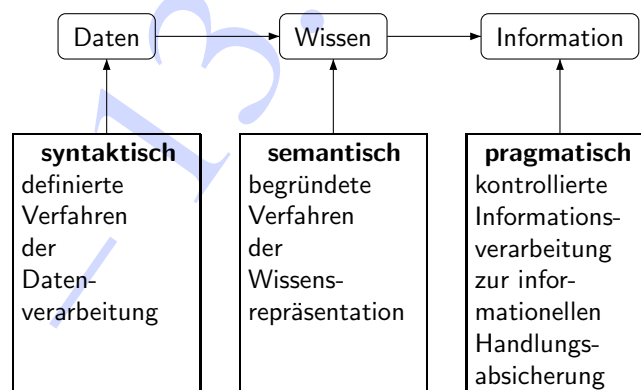 Daten
Wissen
Information
syntaktisch
definierte
Verfahren
der
Daten-
verarbeitung
semantisch
begründete
Verfahren
der
Wissens-
repräsentation
pragmatisch
kontrollierte
Informations-
verarbeitung
zur infor-
mationellen
Handlungs-
absicherung
– 13.